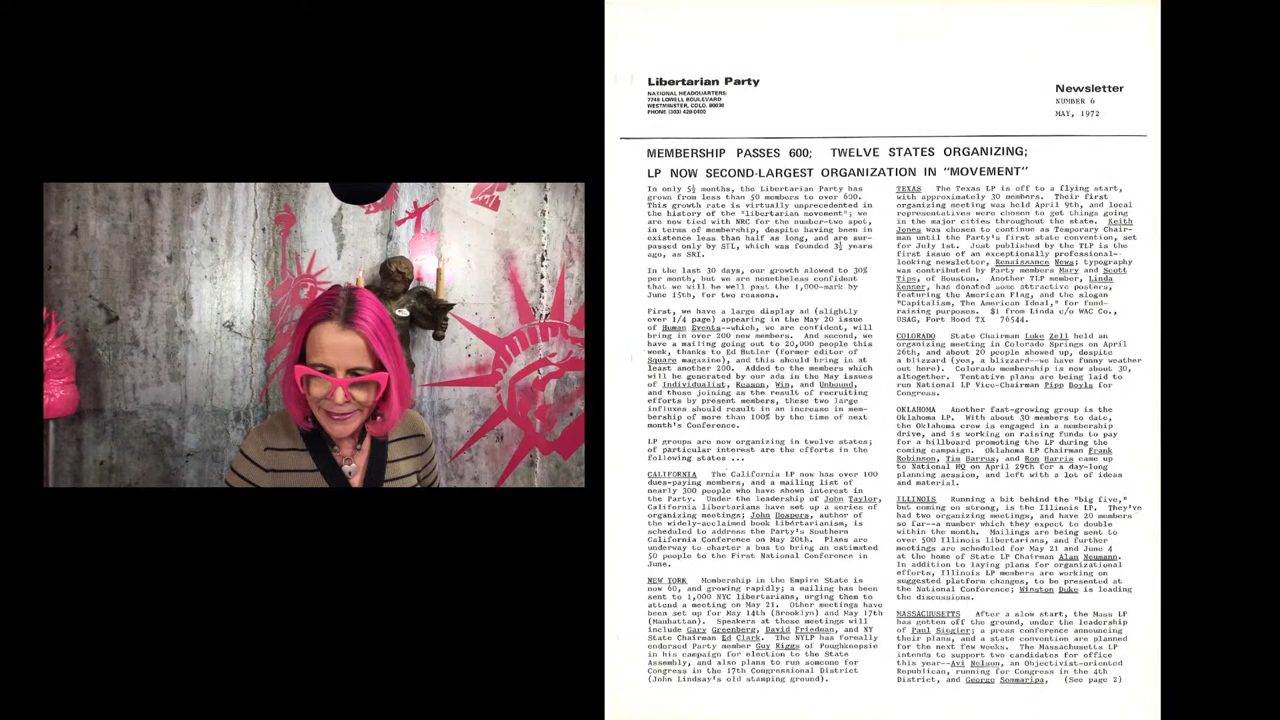 Libertarian Party
NATIONAL HEADQUARTERS:
7748 LOWELL BOULEVARD
WESTMINSTER, COLO. 80030
PHONE (303) 429-0400
Newsletter
NUMBER 6
MAY, 1972
MEMBERSHIP PASSES 600; TWELVE STATES ORGANIZING;
LP NOW SECOND-LARGEST ORGANIZATION IN "MOVEMENT"
In only 5½ months, the Libertarian Party has
grown from less than 50 members to over 600.
This growth rate is virtually unprecedented in
the history of the "libertarian movement"; we
are now tied with NRC for the number-two spot,
in terms of membership, despite having been in
existence less than half as long, and are sur-
passed only by SIL, which was founded 3½ years
ago, as SRI.
In the last 30 days, our growth slowed to 30%
per month, but we are nonetheless confident
that we will be well past the 1,000-mark by
June 15th, for two reasons.
First, we have a large display ad (slightly
over 1/4 page) appearing in the May 20 issue
of Human Events--which, we are confident, will
bring in over 200 new members. And second, we
have a mailing going out to 20,000 people this
week, thanks to Ed Butler (former editor of
Square magazine), and this should bring in at
least another 200. Added to the members which
will be generated by our ads in the May issues
of Individualist, Reason, Win, and Unbound,
and those joining as the result of recruiting
efforts by present members, these two large
influxes should result in an increase in mem-
bership of more than 100% by the time of next
month's Conference.
LP groups are now organizing in twelve states;
of particular interest are the efforts in the
following states ...
CALIFORNIA The California LP now has over 100
dues-paying members, and a mailing list of
nearly 300 people who have shown interest in
the Party. Under the leadership of John Taylor,
California libertarians have set up a series of
organizing meetings; John Hospers, author of
the widely-acclaimed book Libertarianism, is
scheduled to address the Party's Southern
California Conference on May 20th. Plans are
underway to charter a bus to bring an estimated
50 people to the First National Conference in
June.
NEW YORK Membership in the Empire State is
now 60, and growing rapidly; a mailing has been
sent to 1,000 NYC libertarians, urging them to
attend a meeting on May 21. Other meetings have
been set up for May 14th (Brooklyn) and May 17th
(Manhattan). Speakers at these meetings will
include Gary Greenberg, David Friedman, and NY
State Chairman Ed Clark. The NYLP has formally
endorsed Party member Guy Riggs of Poughkeepsie
in his campaign for election to the State
Assembly, and also plans to run someone for
Congress in the 17th Congressional District
(John Lindsay's old stamping ground).
TEXAS The Texas LP is off to a flying start,
with approximately 30 members. Their first
organizing meeting was held April 9th, and local
representatives were chosen to get things going
in the major cities throughout the state. Keith
Jones was chosen to continue as Temporary Chair-
man until the Party's first state convention, set
for July 1st. Just published by the TLP is the
first issue of an exceptionally professional-
looking newsletter, Renaissance News; typography
was contributed by Party members Mary and Scott
Tips, of Houston. Another TLP member, Linda
Kenner, has donated some attractive posters,
featuring the American Flag, and the slogan
"Capitalism, The American Ideal," for fund-
raising purposes. $1 from Linda c/o WAC Co.,
USAG, Fort Hood TX 76544.
COLORADO State Chairman Luke Zell held an
organizing meeting in Colorado Springs on April
26th, and about 20 people showed up, despite
a blizzard (yes, a blizzard--we have funny weather
out here). Colorado membership is now about 30,
altogether. Tentative plans are being laid to
run National LP Vice-Chairman Pipp Boyls for
Congress.
OKLAHOMA Another fast-growing group is the
Oklahoma LP. With about 30 members to date,
the Oklahoma crew is engaged in a membership
drive, and is working on raising funds to pay
for a billboard promoting the LP during the
coming campaign. Oklahoma LP Chairman Frank
Robinson, Tim Barrus, and Ron Harris came up
to National HQ on April 29th for a day-long
planning session, and left with a lot of ideas
and material.
ILLINOIS Running a bit behind the "big five,"
but coming on strong, is the Illinois LP. They've
had two organizing meetings, and have 20 members
so far--a number which they expect to double
within the month. Mailings are being sent to
over 500 Illinois libertarians, and further
meetings are scheduled for May 21 and June 4
at the home of State LP Chairman Alan Neumann.
In addition to laying plans for organizational
efforts, Illinois LP members are working on
suggested platform changes, to be presented at
the National Conference; Winston Duke is leading
the discussions.
MASSACHUSETTS After a slow start, the Mass LP
has gotten off the ground, under the leadership
of Paul Siegler; a press conference announcing
their plans, and a state convention are planned
for the next few weeks. The Massachusetts LP
intends to support two candidates for office
this year--Avi Nelson, an Objectivist-oriented
Republican, running for Congress in the 4th
District, and George Sommaripa, (See page 2)